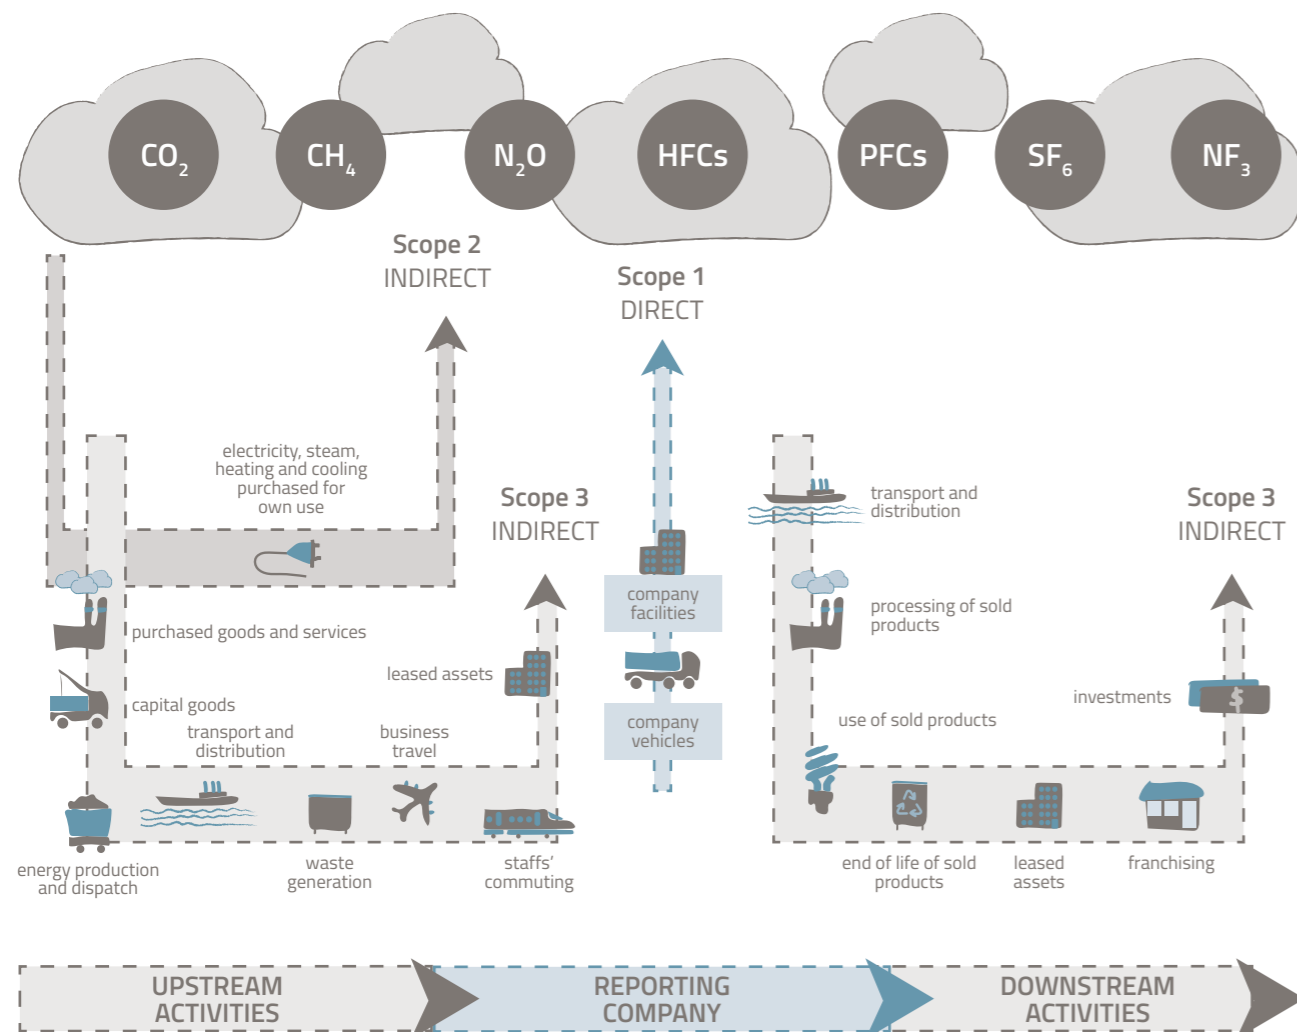 CO₂
CH₄
N₂O
HFCs
PFCs
SF₆
NF₃
Scope 2
INDIRECT
Scope 1
DIRECT
electricity, steam,
heating and cooling
purchased for
own use
Scope 3
INDIRECT
transport and
distribution
Scope 3
INDIRECT
company
facilities
purchased goods and services
processing of sold
products
leased assets
capital goods
investments
transport and
distribution
business
travel
company
vehicles
use of sold products
$
energy production
and dispatch
waste
generation
staffs’
commuting
end of life of sold
products
leased
assets
franchising
UPSTREAM
ACTIVITIES
REPORTING
COMPANY
DOWNSTREAM
ACTIVITIES